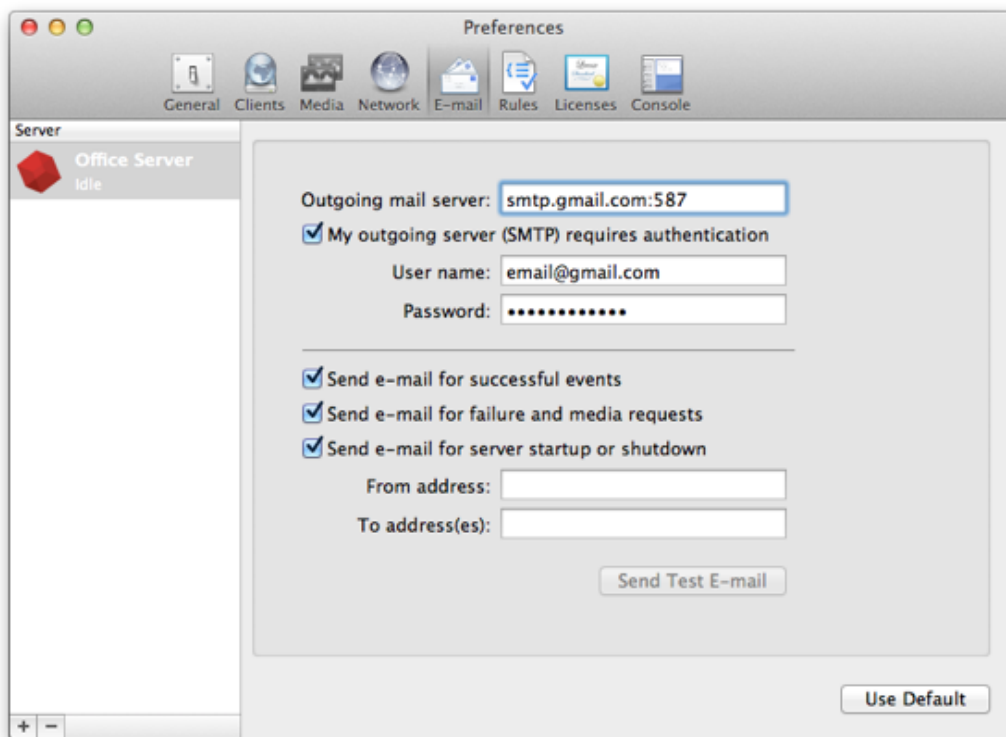 Preferences
General Clients Media Network E-mail Rules Licenses Console
Server
Office Server
Idle
Outgoing mail server: smtp.gmail.com:587
My outgoing server (SMTP) requires authentication
User name: email@gmail.com
Password: ••••••••••••
Send e-mail for successful events
Send e-mail for failure and media requests
Send e-mail for server startup or shutdown
From address:
To address(es):
Send Test E-mail
Use Default
+ −